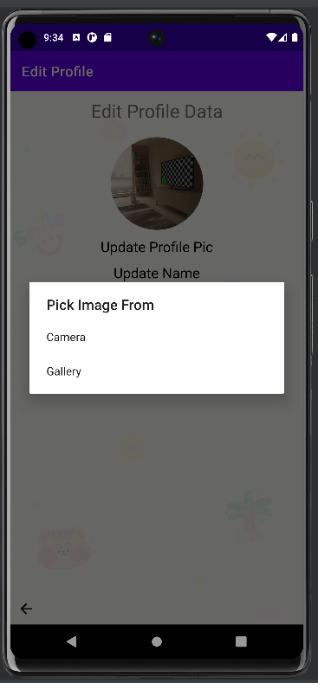 9:34
Edit Profile
Edit Profile Data
Update Profile Pic
Update Name
Pick Image From
Camera
Gallery